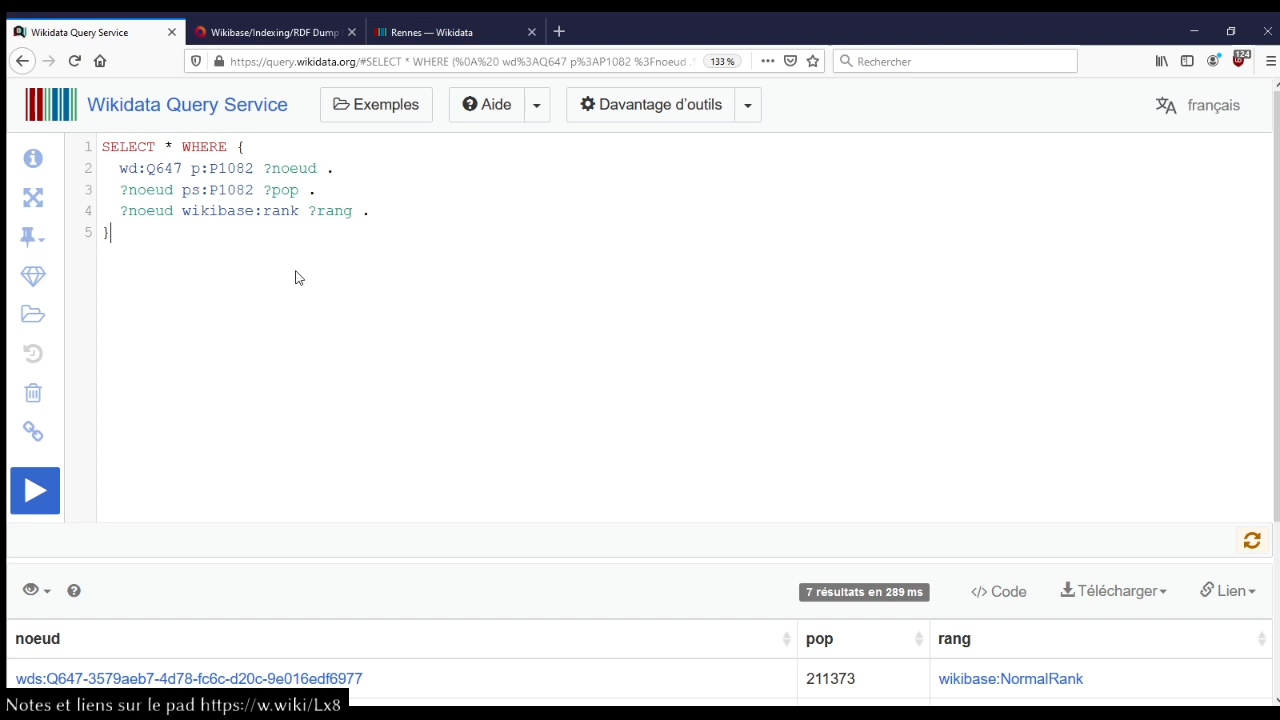 Wikidata Query Service
Wikibase/Indexing/RDF Dump
Rennes — Wikidata
https://query.wikidata.org/#SELECT * WHERE {%0A%20 wd%3AQ647 p%3AP1082 %3Fnoeud .
133 %
Rechercher
124
Wikidata Query Service
Exemples
Aide
Davantage d'outils
français
1 SELECT * WHERE {
2 wd:Q647 p:P1082 ?noeud .
3 ?noeud ps:P1082 ?pop .
4 ?noeud wikibase:rank ?rang .
5 }
7 résultats en 289 ms
</> Code
Télécharger
Lien
noeud pop rang
wds:Q647-3579aeb7-4d78-fc6c-d20c-9e016edf6977 211373 wikibase:NormalRank
Notes et liens sur le pad https://w.wiki/Lx8